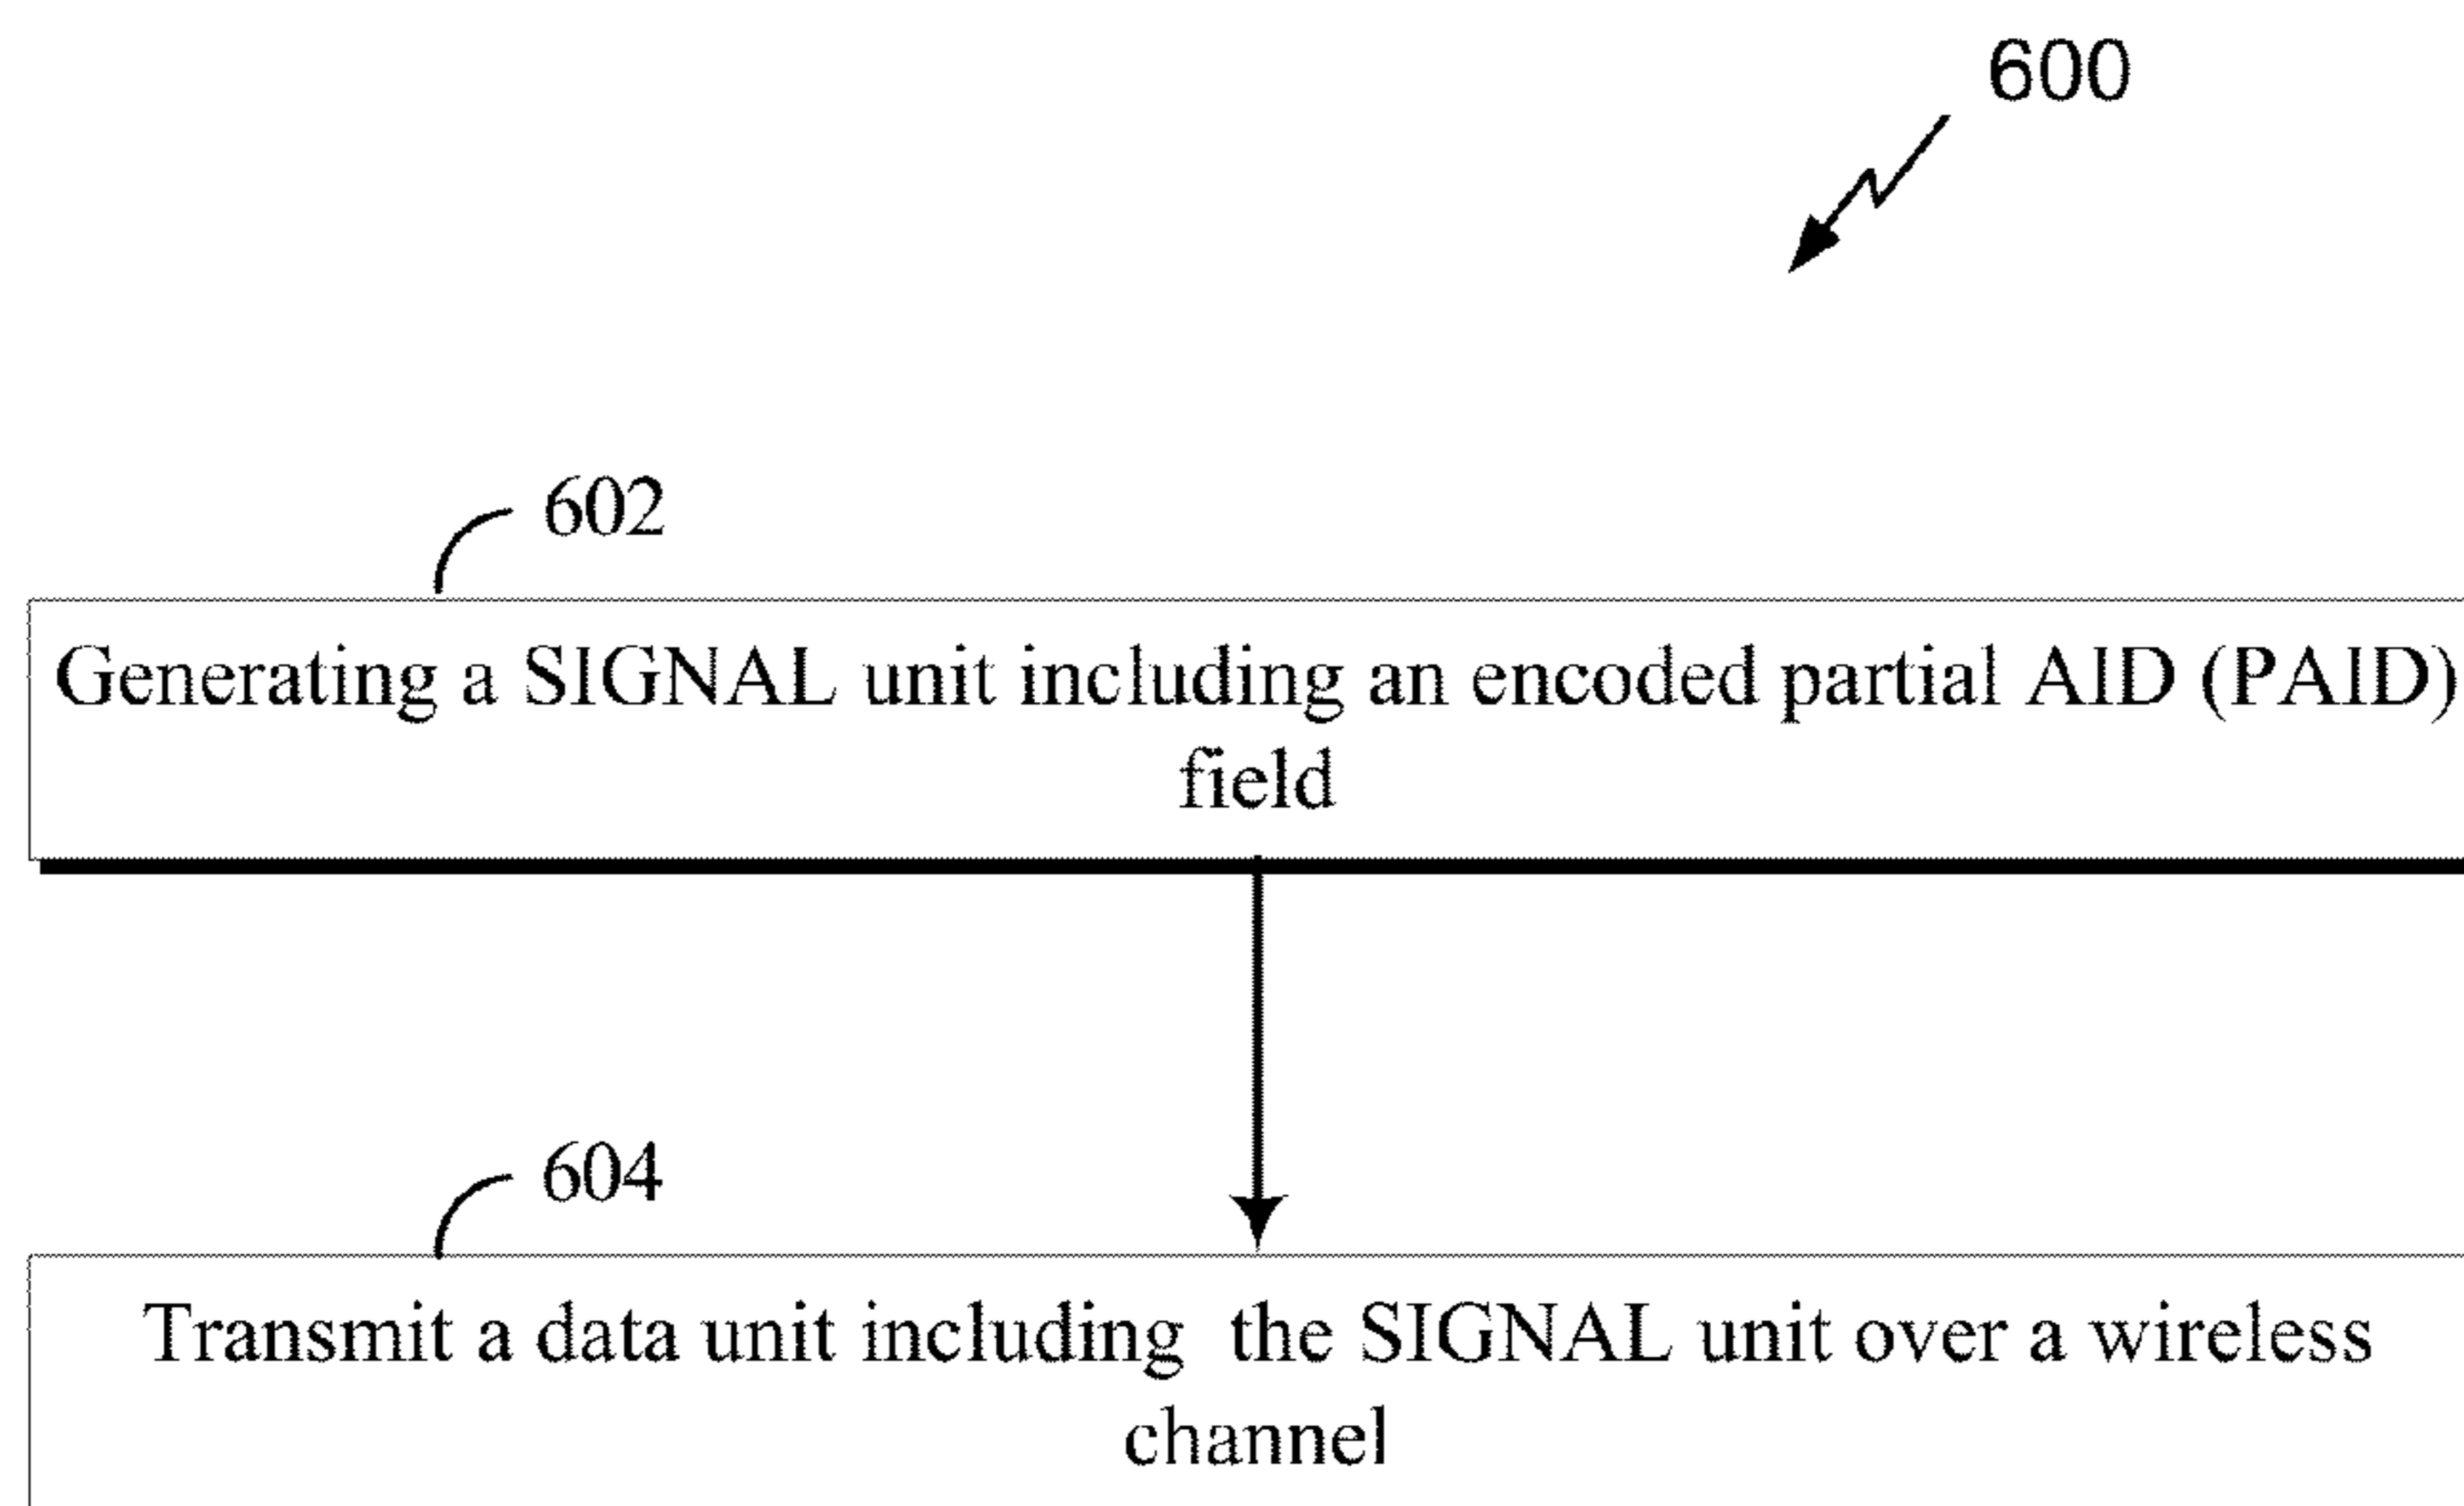 600
602
Generating a SIGNAL unit including an encoded partial AID (PAID)
field
604
Transmit a data unit including the SIGNAL unit over a wireless
channel